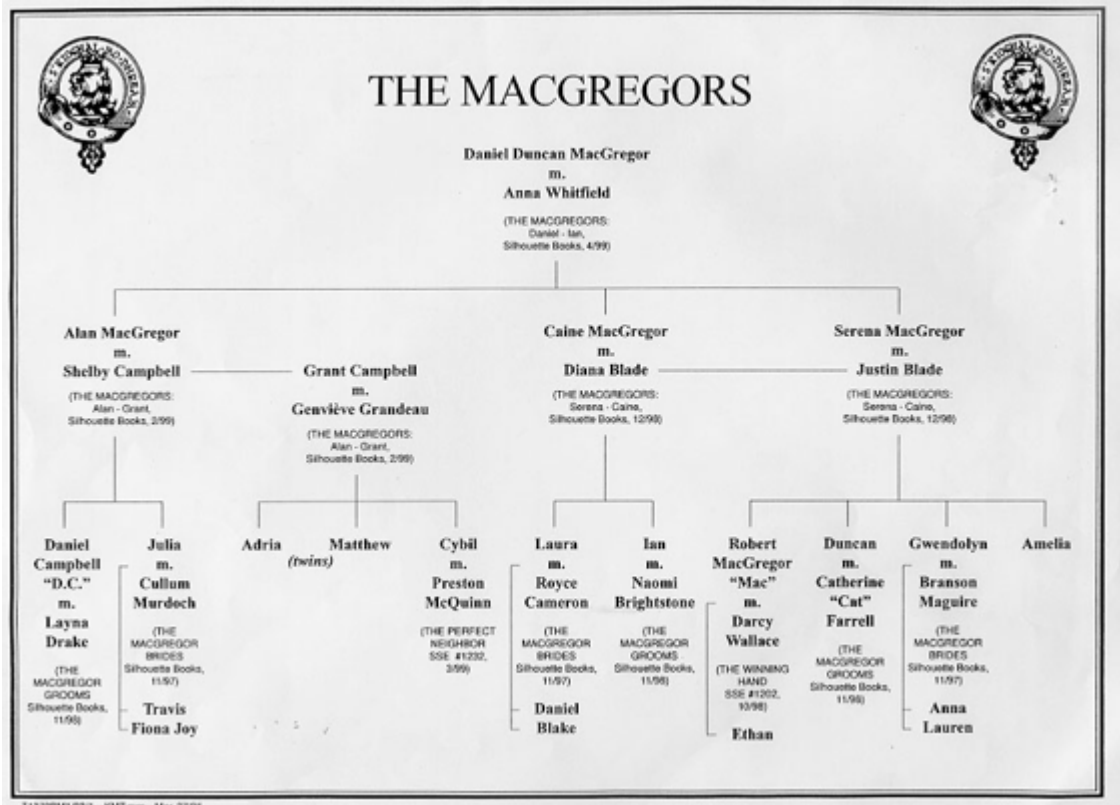 THE MACGREGORS
Daniel Duncan MacGregor
m.
Anna Whitfield
(THE MACGREGORS:
Daniel - Ian,
Silhouette Books, 4/99)
Alan MacGregor
m.
Shelby Campbell
(THE MACGREGORS:
Alan - Grant,
Silhouette Books, 2/99)
Grant Campbell
m.
Genviève Grandeau
(THE MACGREGORS:
Alan - Grant,
Silhouette Books, 2/99)
Caine MacGregor
m.
Diana Blade
(THE MACGREGORS:
Serena - Caine,
Silhouette Books, 12/98)
Serena MacGregor
m.
Justin Blade
(THE MACGREGORS:
Serena - Caine,
Silhouette Books, 12/98)
Daniel
Campbell
"D.C."
m.
Layna
Drake
(THE
MACGREGOR
GROOMS
Silhouette Books,
11/98)
Julia
m.
Cullum
Murdoch
(THE
MACGREGOR
BRIDES
Silhouette Books,
11/97)
Travis
Fiona Joy
Adria
Matthew
(twins)
Cybil
m.
Preston
McQuinn
(THE PERFECT
NEIGHBOR
SSE #1232,
3/99)
Laura
m.
Royce
Cameron
(THE
MACGREGOR
BRIDES
Silhouette Books,
11/97)
Daniel
Blake
Ian
m.
Naomi
Brightstone
(THE
MACGREGOR
GROOMS
Silhouette Books,
11/98)
Robert
MacGregor
"Mac"
m.
Darcy
Wallace
(THE WINNING
HAND
SSE #1202,
10/98)
Ethan
Duncan
m.
Catherine
"Cat"
Farrell
(THE
MACGREGOR
GROOMS
Silhouette Books,
11/98)
Gwendolyn
m.
Branson
Maguire
(THE
MACGREGOR
BRIDES
Silhouette Books,
11/97)
Anna
Lauren
Amelia